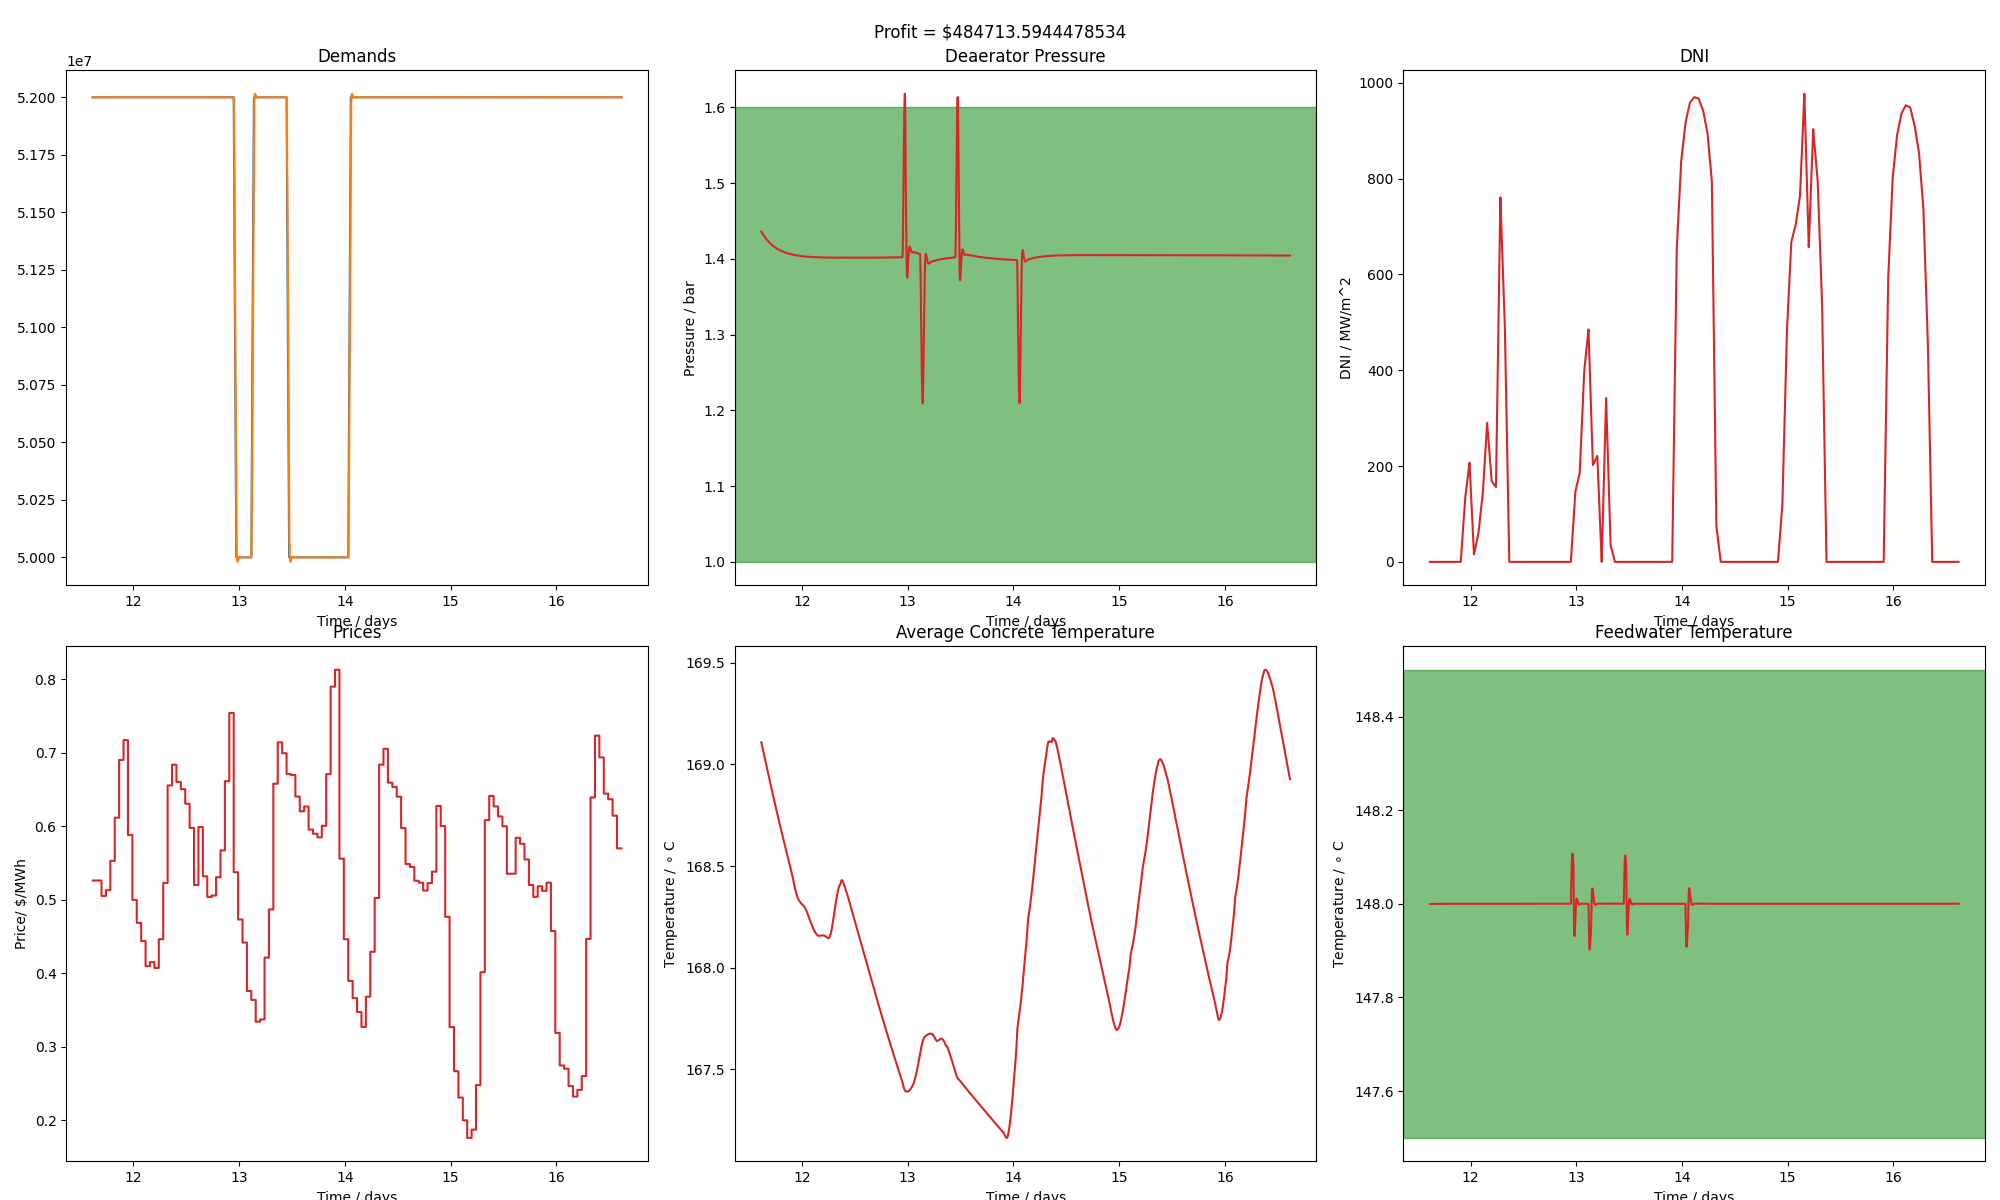 Profit = $484713.5944478534
Demands
1e7
5.200
5.175
5.150
5.125
5.100
5.075
5.050
5.025
5.000
12 13 14 15 16
Time / days
Deaerator Pressure
Pressure / bar
1.6
1.5
1.4
1.3
1.2
1.1
1.0
12 13 14 15 16
Time / days
DNI
DNI / MW/m^2
1000
800
600
400
200
0
12 13 14 15 16
Time / days
Prices
Price/ $/MWh
0.8
0.7
0.6
0.5
0.4
0.3
0.2
12 13 14 15 16
Time / days
Average Concrete Temperature
Temperature / ∘ C
169.5
169.0
168.5
168.0
167.5
12 13 14 15 16
Time / days
Feedwater Temperature
Temperature / ∘ C
148.4
148.2
148.0
147.8
147.6
12 13 14 15 16
Time / days